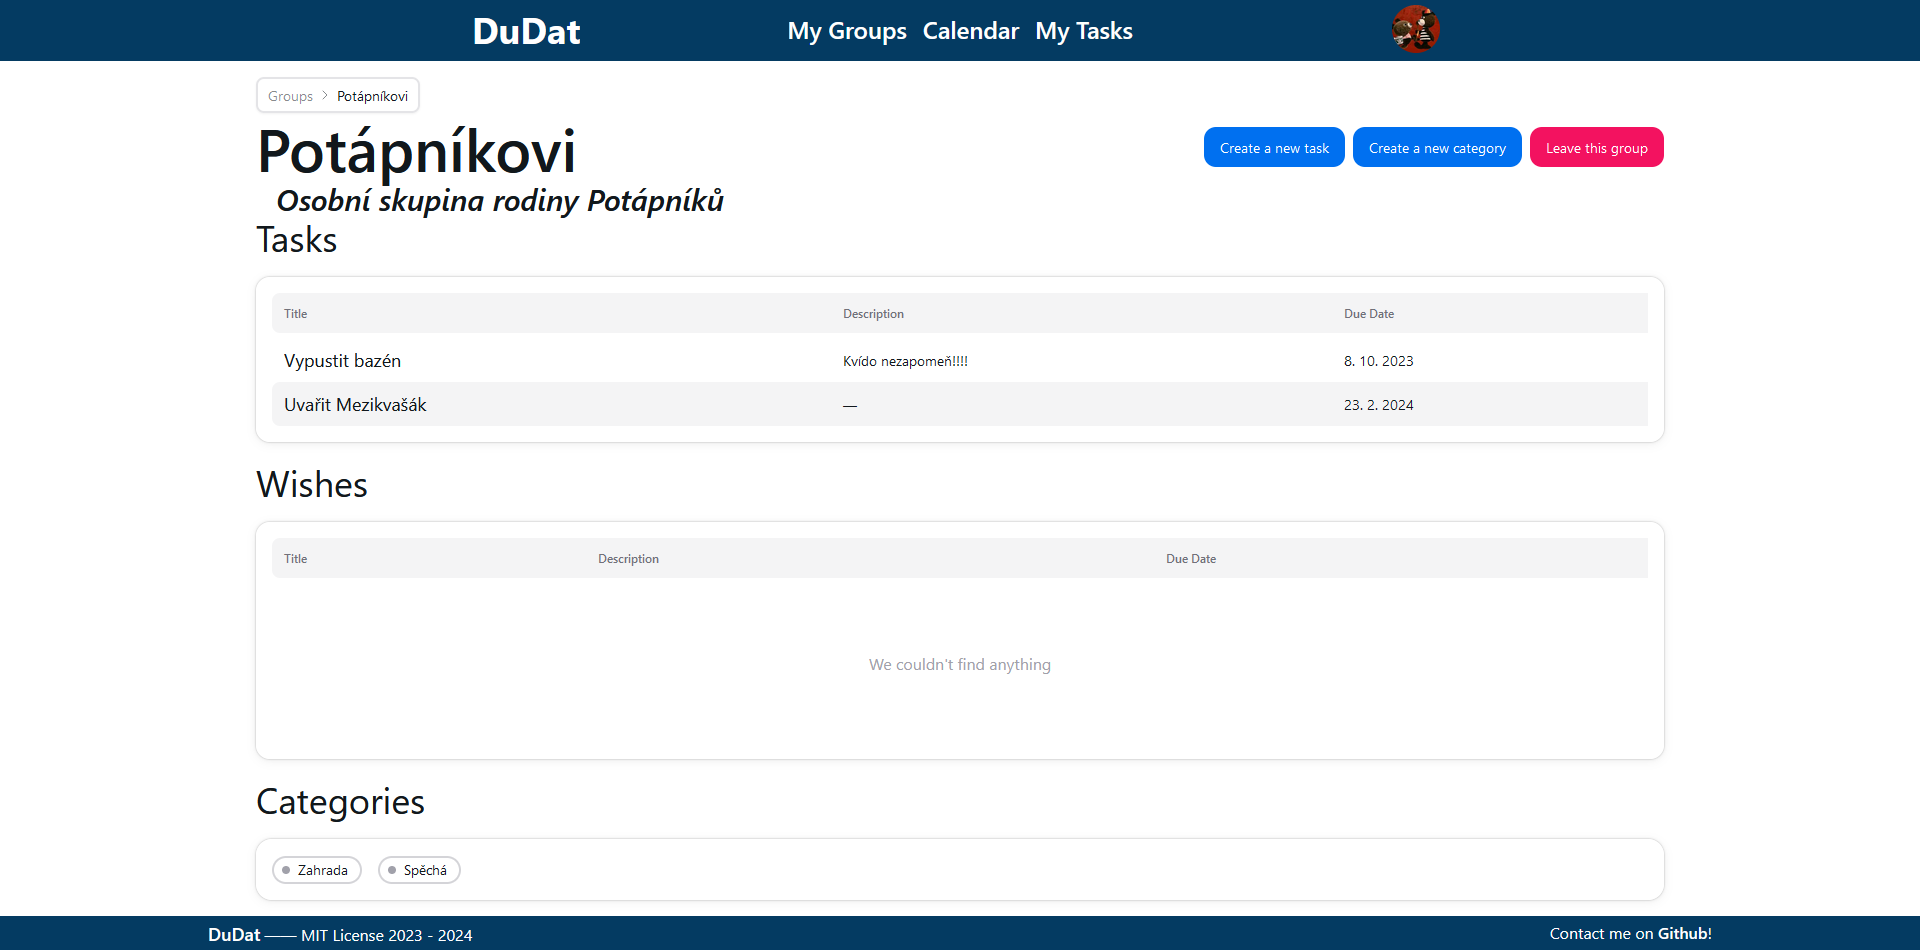 DuDat My Groups Calendar My Tasks
Groups > Potápníkovi
Potápníkovi
Create a new task Create a new category Leave this group
Osobní skupina rodiny Potápníků
Tasks
Title Description Due Date
Vypustit bazén Kvído nezapomeň!!!! 8. 10. 2023
Uvařit Mezikvašák — 23. 2. 2024
Wishes
Title Description Due Date
We couldn't find anything
Categories
Zahrada Spěchá
DuDat —— MIT License 2023 - 2024 Contact me on Github!